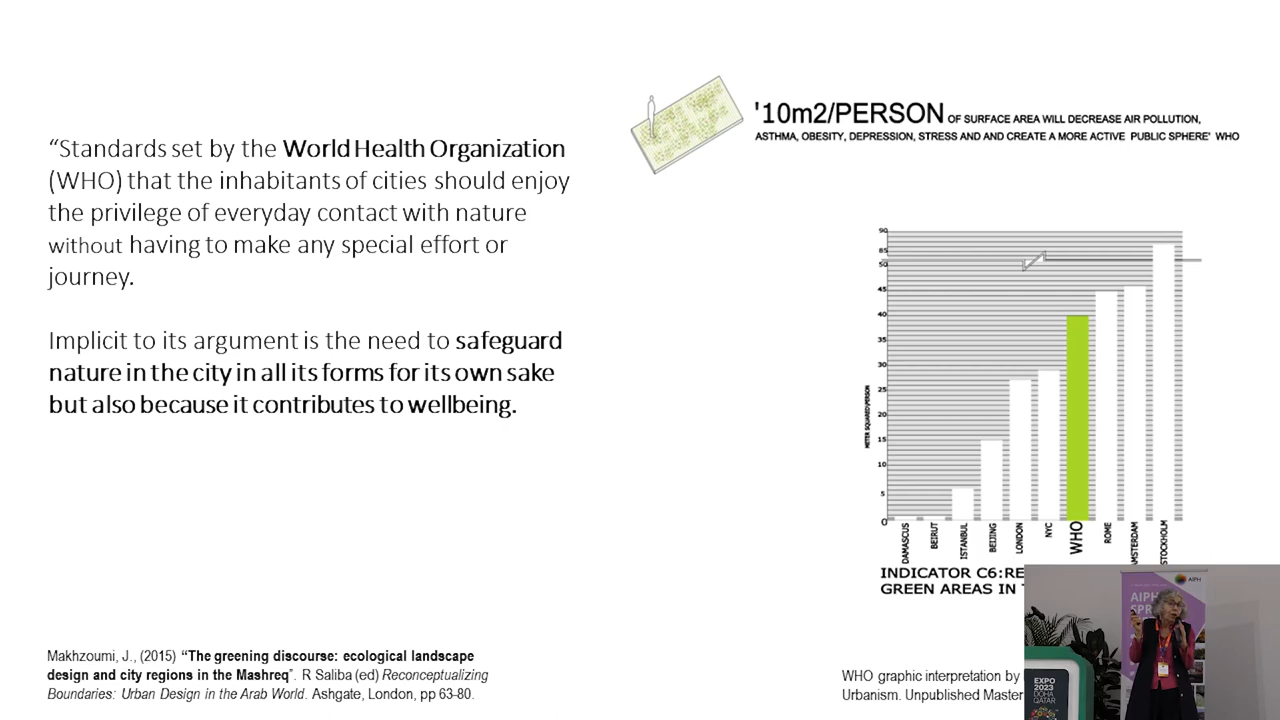 “Standards set by the World Health Organization
(WHO) that the inhabitants of cities should enjoy
the privilege of everyday contact with nature
without having to make any special effort or
journey.
Implicit to its argument is the need to safeguard
nature in the city in all its forms for its own sake
but also because it contributes to wellbeing.
Makhzoumi, J., (2015) “The greening discourse: ecological landscape
design and city regions in the Mashreq”. R Saliba (ed) Reconceptualizing
Boundaries: Urban Design in the Arab World. Ashgate, London, pp 63-80.
'10m2/PERSON OF SURFACE AREA WILL DECREASE AIR POLLUTION,
ASTHMA, OBESITY, DEPRESSION, STRESS AND AND CREATE A MORE ACTIVE PUBLIC SPHERE' WHO
90
85
50
45
40
35
30
25
20
15
10
5
0
METER SQUARED/PERSON
DAMASCUS
BEIRUT
ISTANBUL
BEIJING
LONDON
NYC
WHO
ROME
AMSTERDAM
STOCKHOLM
INDICATOR C6:RE
GREEN AREAS IN
WHO graphic interpretation by
Urbanism. Unpublished Master
AIPH
AIPH
SPR
EXPO
2023
DOHA
QATAR